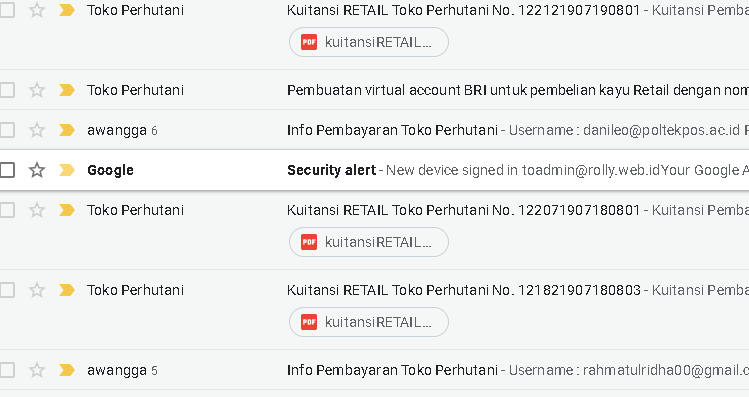 Toko Perhutani Kuitansi RETAIL Toko Perhutani No. 122121907190801 - Kuitansi Pemba
PDF kuitansiRETAIL...
Toko Perhutani Pembuatan virtual account BRI untuk pembelian kayu Retail dengan nom
awangga 6 Info Pembayaran Toko Perhutani - Username : danileo@poltekpos.ac.id P
Google Security alert - New device signed in toadmin@rolly.web.idYour Google A
Toko Perhutani Kuitansi RETAIL Toko Perhutani No. 122071907180801 - Kuitansi Pemba
PDF kuitansiRETAIL...
Toko Perhutani Kuitansi RETAIL Toko Perhutani No. 121821907180803 - Kuitansi Pemba
PDF kuitansiRETAIL...
awangga 5 Info Pembayaran Toko Perhutani - Username : rahmatulridha00@gmail.c